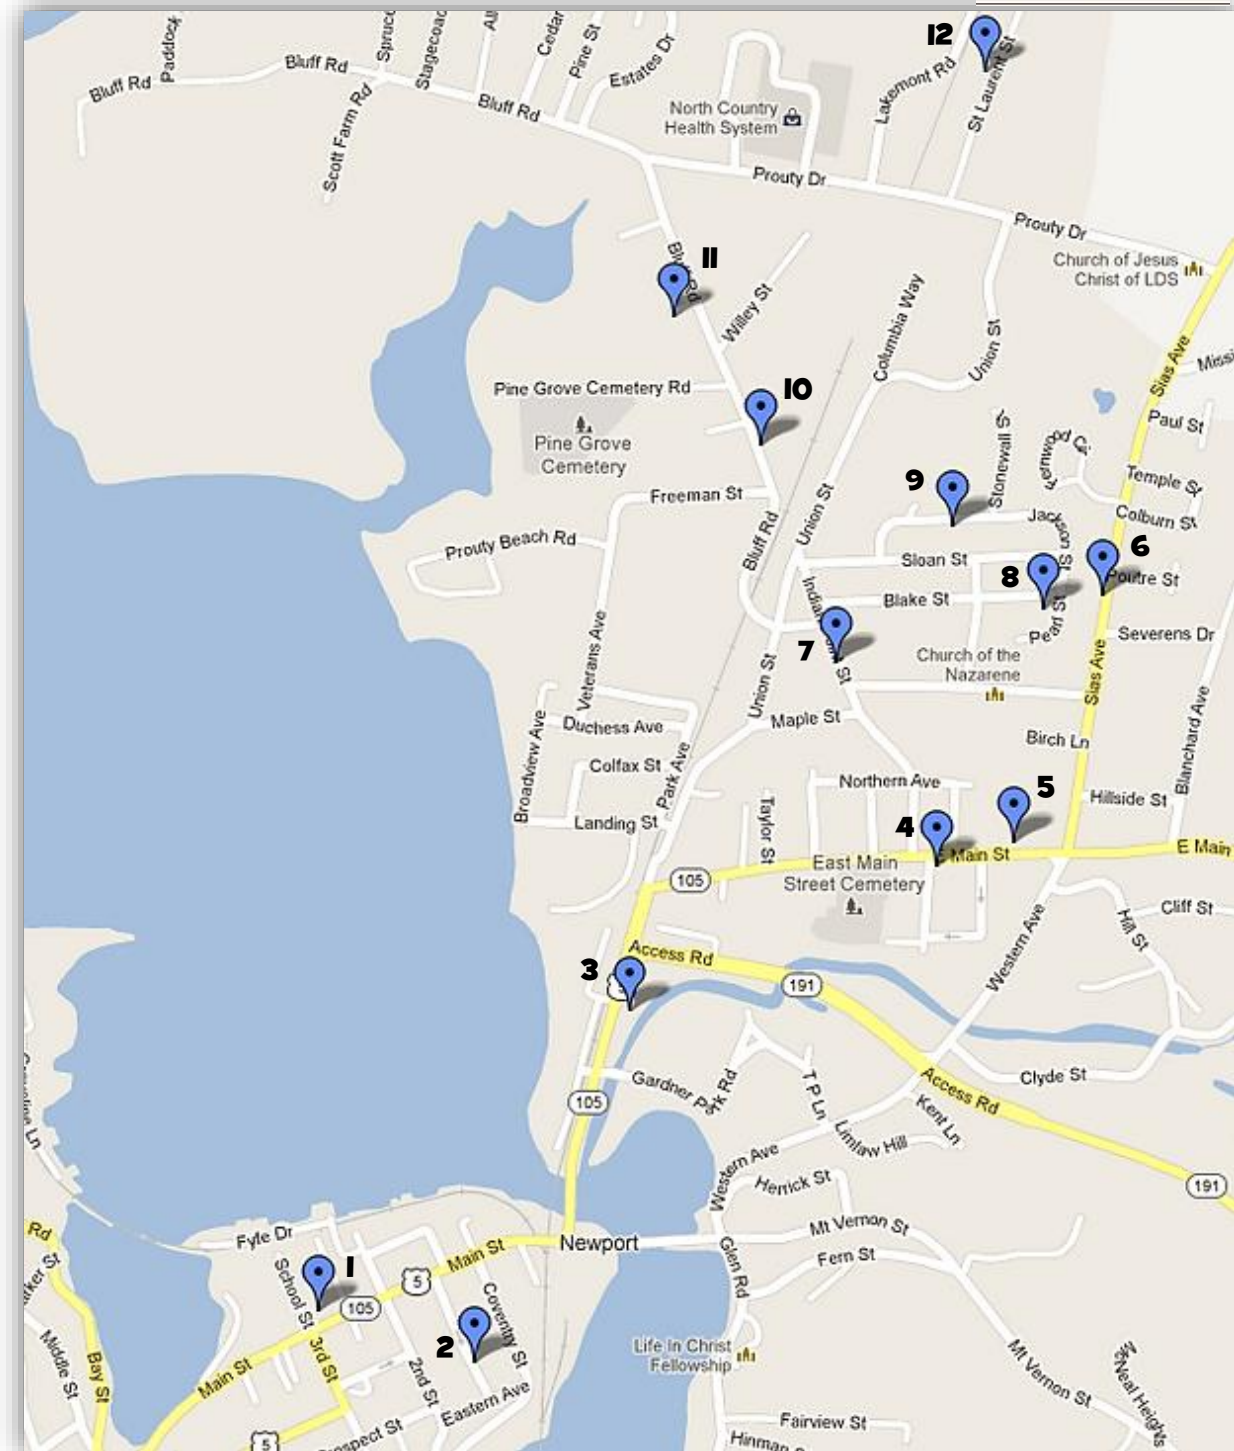 12
Paddock
Spruce
Cedar
Pine St
Estates Dr
Bluff Rd
Bluff Rd
Bluff Rd
Scott Farm Rd
North Country
Health System
Lakemont Rd
St Laurent St
Prouty Dr
Prouty Dr
Church of Jesus
Christ of LDS
11
Willey St
Columbia Way
Union St
Sias Ave
Pine Grove Cemetery Rd
10
Pine Grove
Cemetery
Paul St
Freeman St
9
Stonewall S
Temple St
Colburn St
Prouty Beach Rd
Bluff Rd
Union St
Jackson St
Sloan St
8
6
Poutre St
Blake St
Pearl St
Severens Dr
7
Church of the
Nazarene
Veterans Ave
Union St
Maple St
Sias Ave
Duchess Ave
Birch Ln
Blanchard Ave
Broadview Ave
Colfax St
Park Ave
Northern Ave
5
Hillside St
Landing St
Taylor St
4
E Main St
E Main
East Main
Street Cemetery
105
Cliff St
Hill St
Western Ave
3
Access Rd
191
Gardner Park Rd
T P Ln
Clyde St
105
Access Rd
Kent Ln
Limlaw Hill
Western Ave
Herrick St
191
Rd
Fyfe Dr
Main St
Newport
Mt Vernon St
Fern St
Glen Rd
School St
1
5
105
Coventry St
2
Middle St
Bay St
Main St
3rd St
2nd St
Eastern Ave
Life In Christ
Fellowship
Mt Vernon St
Neal Heights
5
Fairview St
Hinman